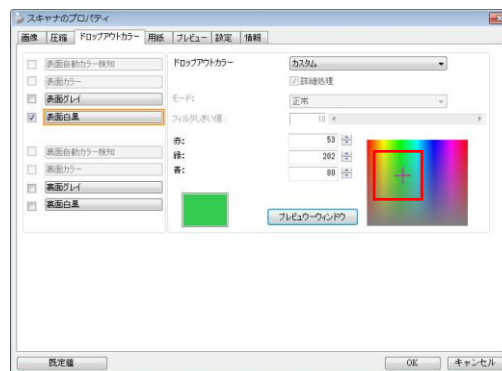 スキャナのプロパティ
画像 圧縮 ドロップアウトカラー 用紙 プレビュー 設定 情報
表面自動カラー検知
表面カラー
表面グレイ
表面白黒
裏面自動カラー検知
裏面カラー
裏面グレイ
裏面白黒
ドロップアウトカラー カスタム
詳細処理
モード: 正常
フィルタしきい値: 10
赤: 53
緑: 202
青: 80
プレビュウーウィンドウ
既定値 OK キャンセル